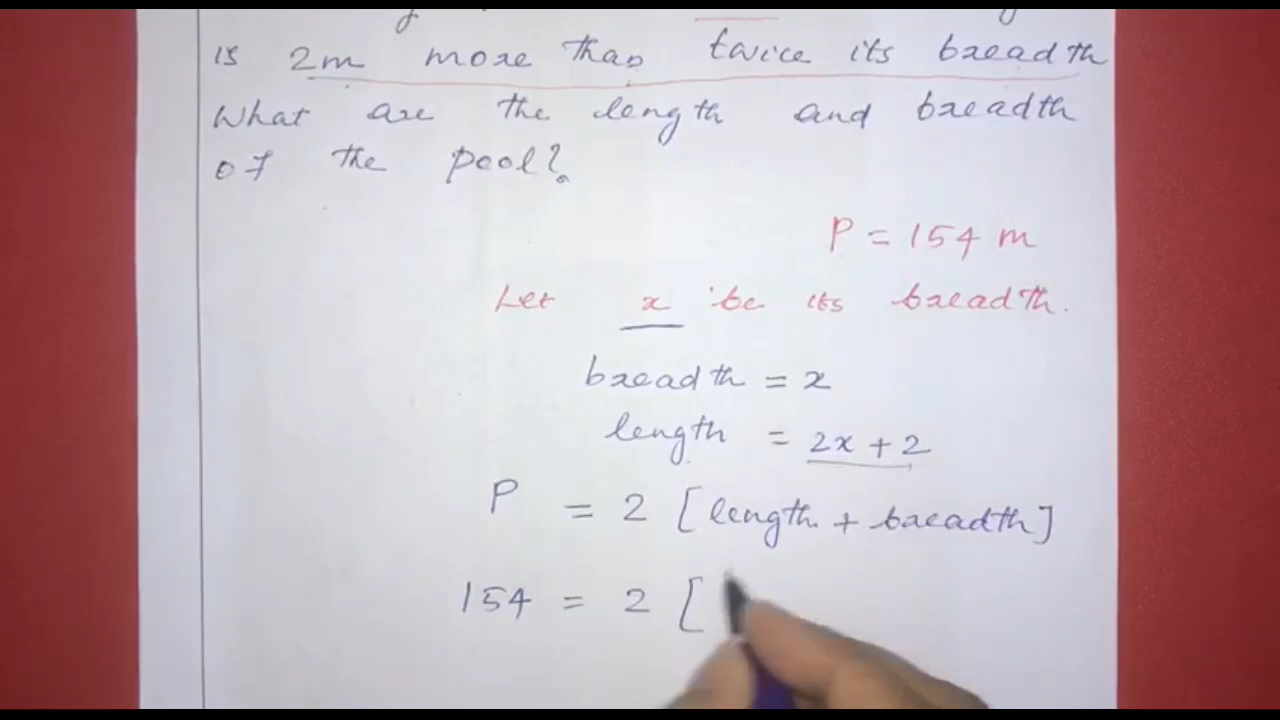 is 2m more than twice its breadth
What are the length and breadth
of the pool?
P = 154 m
Let x be its breadth.
breadth = x
length = 2x + 2
P = 2 [length + breadth]
154 = 2 [